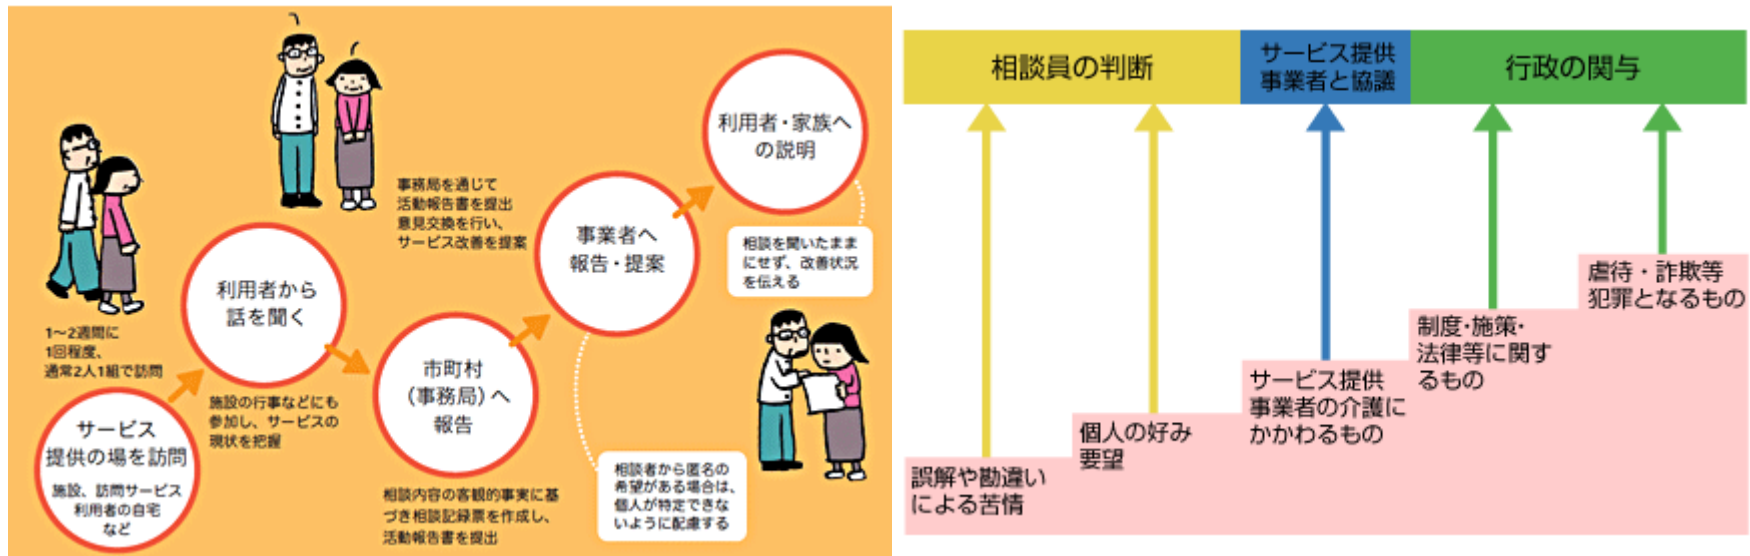 サービス
提供の場を訪問
施設、訪問サービス
利用者の自宅
など
1〜2週間に
1回程度、
通常2人1組で訪問
利用者から
話を聞く
施設の行事などにも
参加し、サービスの
現状を把握
市町村
（事務局）へ
報告
相談内容の客観的事実に基
づき相談記録票を作成し、
活動報告書を提出
事務局を通じて
活動報告書を提出
意見交換を行い、
サービス改善を提案
事業者へ
報告・提案
相談者から匿名の
希望がある場合は、
個人が特定できな
いように配慮する
利用者・家族へ
の説明
相談を聞いたまま
にせず、改善状況
を伝える
相談員の判断
サービス提供
事業者と協議
行政の関与
誤解や勘違い
による苦情
個人の好み
要望
サービス提供
事業者の介護に
かかわるもの
制度・施策・
法律等に関す
るもの
虐待・詐欺等
犯罪となるもの